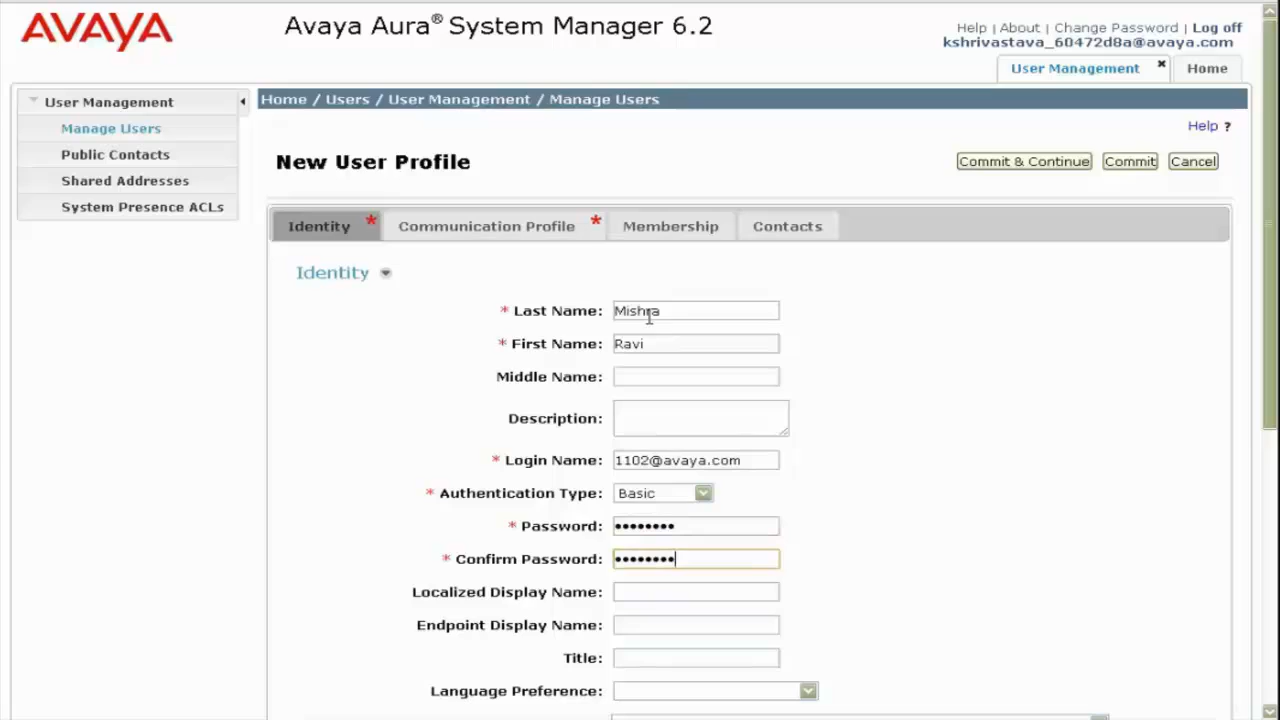 AVAYA
Avaya Aura® System Manager 6.2
Help | About | Change Password | Log off
kshrivastava_60472d8a@avaya.com
User Management ✖ Home
User Management
Manage Users
Public Contacts
Shared Addresses
System Presence ACLs
Home / Users / User Management / Manage Users
Help ?
New User Profile
Commit & Continue Commit Cancel
Identity * Communication Profile * Membership Contacts
Identity
* Last Name: Mishra
* First Name: Ravi
Middle Name:
Description:
* Login Name: 1102@avaya.com
* Authentication Type: Basic
* Password: ••••••••
* Confirm Password: ••••••••
Localized Display Name:
Endpoint Display Name:
Title:
Language Preference: